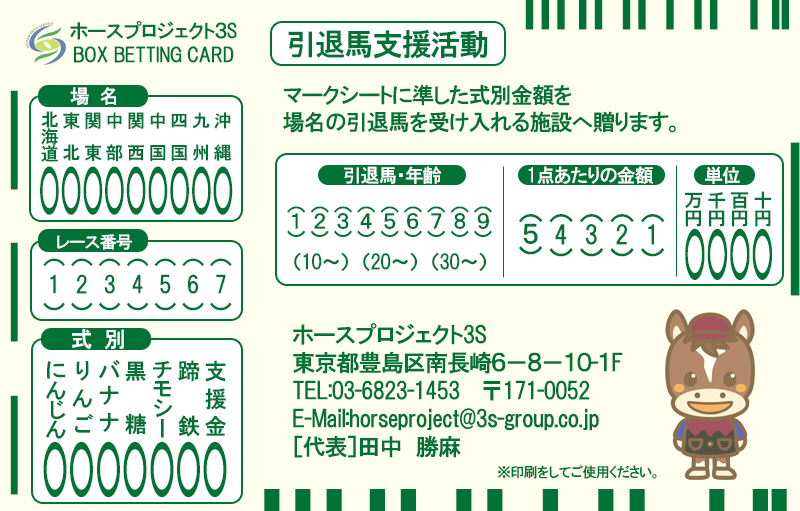 ホースプロジェクト3S
BOX BETTING CARD
引退馬支援活動
マークシートに準した式別金額を
場名の引退馬を受け入れる施設へ贈ります。
場名
北海道 東北 関東 中部 関西 中国 四国 九州 沖縄
レース番号
1 2 3 4 5 6 7
式別
にんじん りんご バナナ 黒糖 チモシー 蹄鉄 支援金
引退馬・年齢
1 2 3 4 5 6 7 8 9
(10～) (20～) (30～)
1点あたりの金額
5 4 3 2 1
単位
万円 千円 百円 十円
ホースプロジェクト3S
東京都豊島区南長崎6－8－10-1F
TEL:03-6823-1453 〒171-0052
E-Mail:horseproject@3s-group.co.jp
[代表]田中 勝麻
※印刷をしてご使用ください。